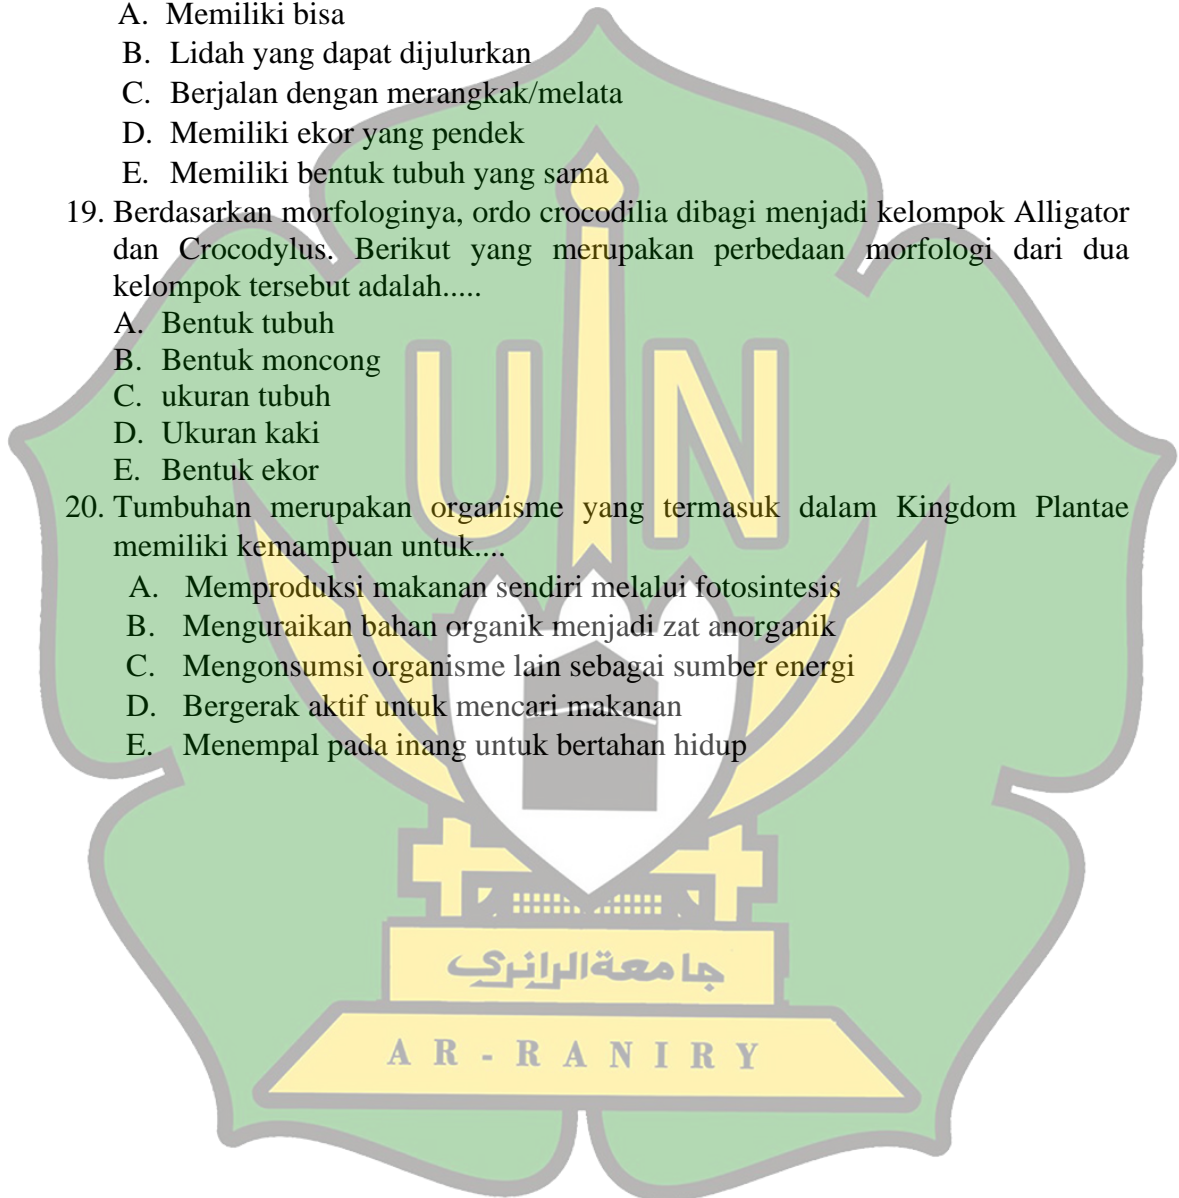 A. Memiliki bisa
B. Lidah yang dapat dijulurkan
C. Berjalan dengan merangkak/melata
D. Memiliki ekor yang pendek
E. Memiliki bentuk tubuh yang sama
19. Berdasarkan morfologinya, ordo crocodilia dibagi menjadi kelompok Alligator
dan Crocodylus. Berikut yang merupakan perbedaan morfologi dari dua
kelompok tersebut adalah.....
A. Bentuk tubuh
B. Bentuk moncong
C. ukuran tubuh
D. Ukuran kaki
E. Bentuk ekor
20. Tumbuhan merupakan organisme yang termasuk dalam Kingdom Plantae
memiliki kemampuan untuk....
A. Memproduksi makanan sendiri melalui fotosintesis
B. Menguraikan bahan organik menjadi zat anorganik
C. Mengonsumsi organisme lain sebagai sumber energi
D. Bergerak aktif untuk mencari makanan
E. Menempal pada inang untuk bertahan hidup
UIN
جامعة الرانري
AR-RANIRY